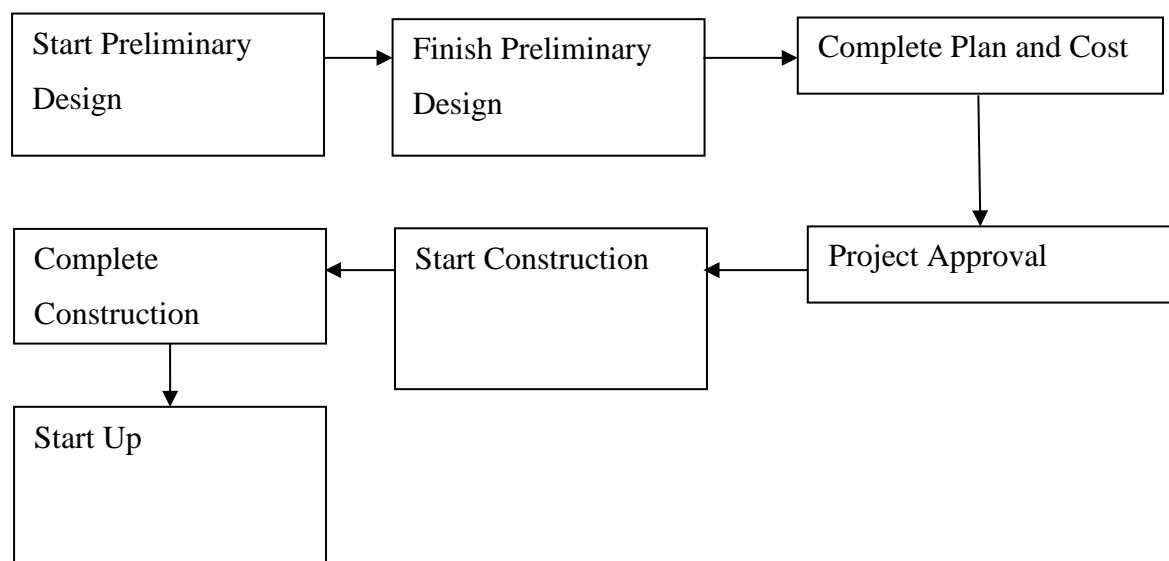 Start Preliminary
Design
Finish Preliminary
Design
Complete Plan and Cost
Project Approval
Start Construction
Complete
Construction
Start Up